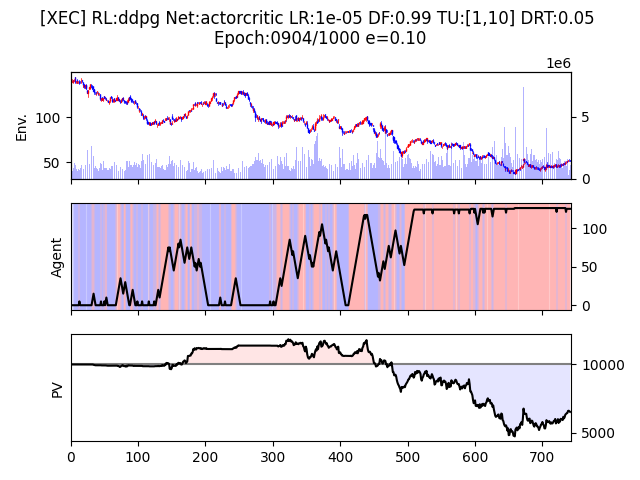 [XEC] RL:ddpg Net:actorcritic LR:1e-05 DF:0.99 TU:[1,10] DRT:0.05
Epoch:0904/1000 e=0.10
1e6
Env.
100
50
5
0
Agent
100
50
0
PV
10000
5000
0 100 200 300 400 500 600 700